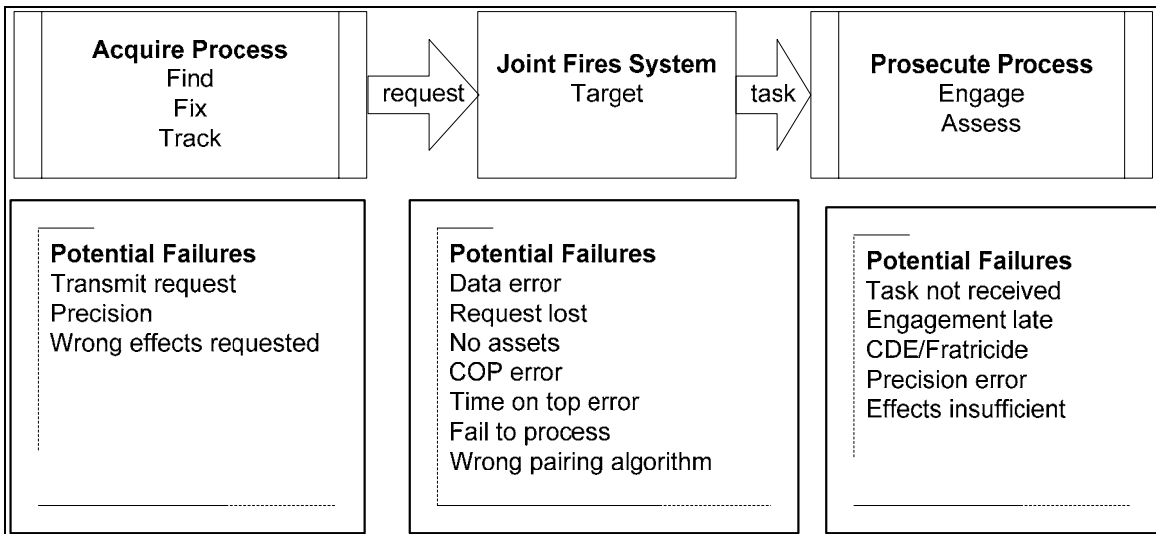 Acquire Process
Find
Fix
Track
request
Joint Fires System
Target
task
Prosecute Process
Engage
Assess
Potential Failures
Transmit request
Precision
Wrong effects requested
Potential Failures
Data error
Request lost
No assets
COP error
Time on top error
Fail to process
Wrong pairing algorithm
Potential Failures
Task not received
Engagement late
CDE/Fratricide
Precision error
Effects insufficient